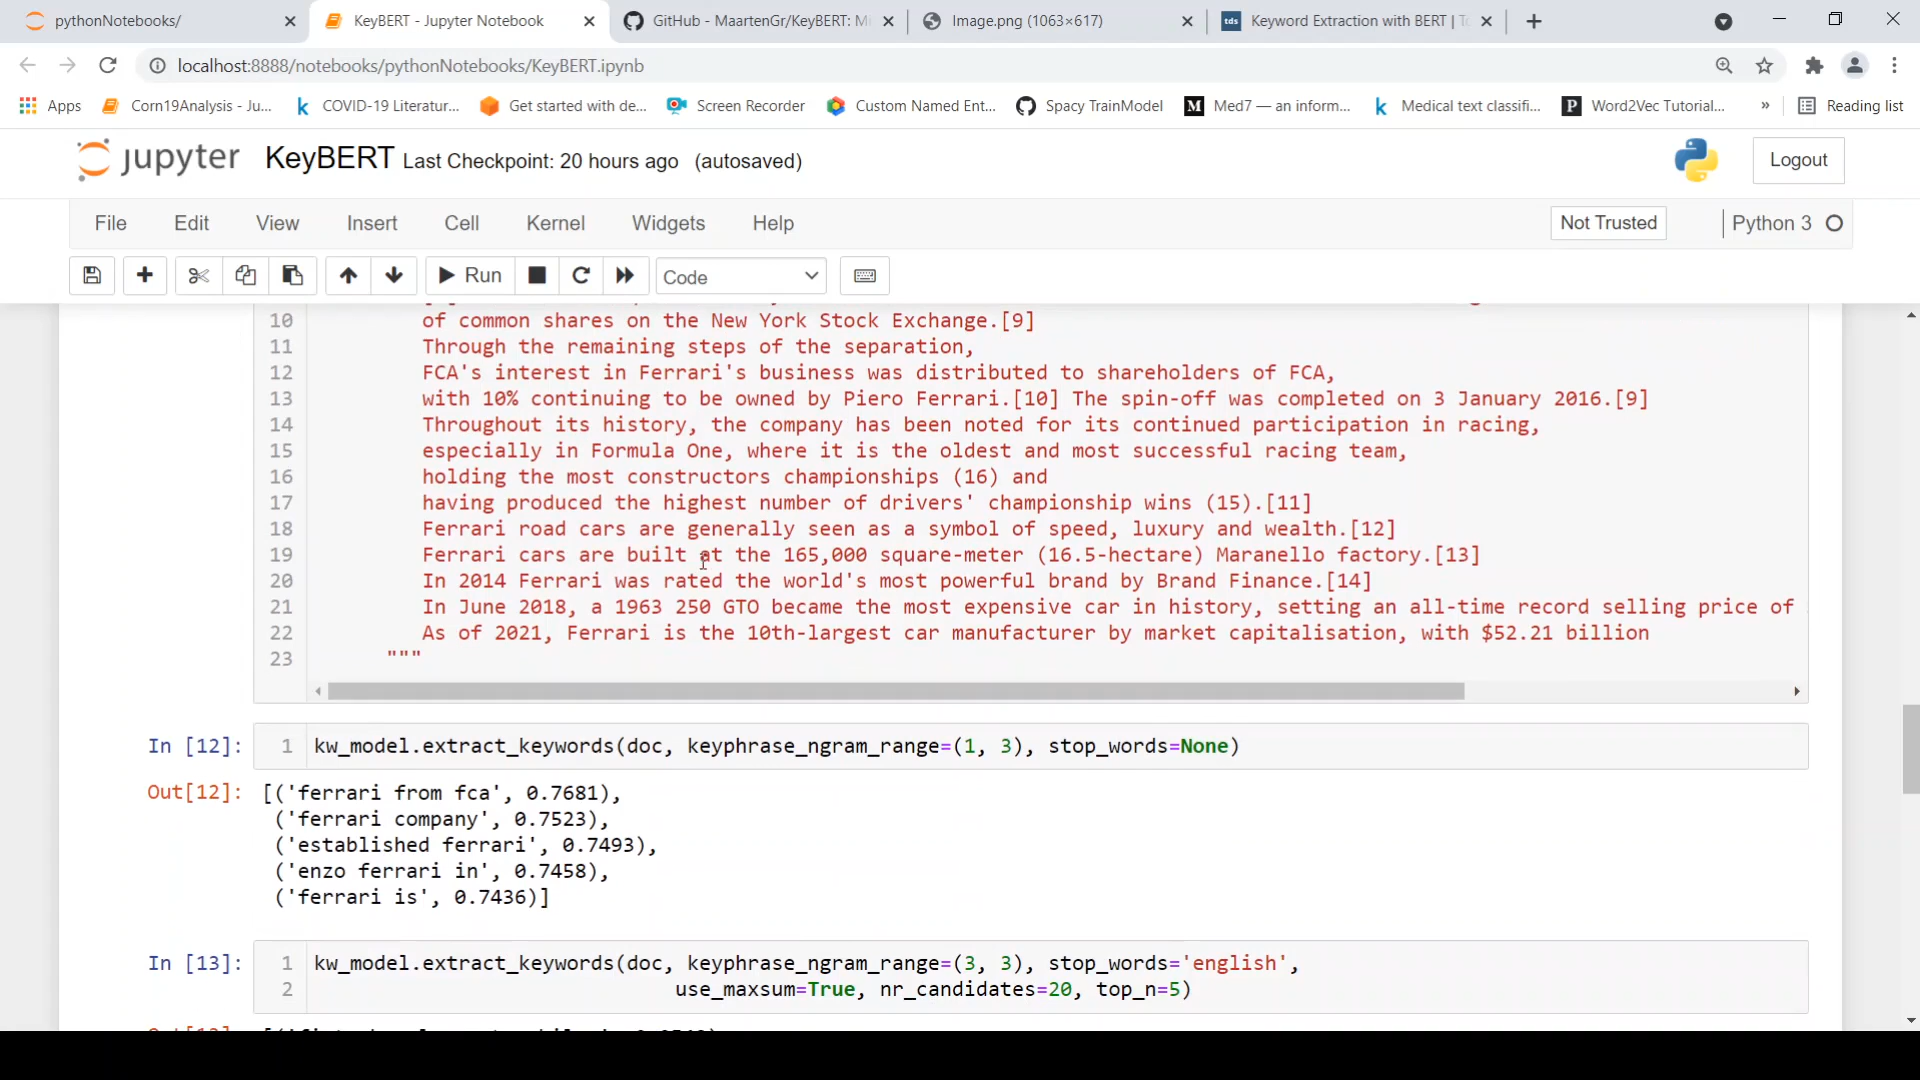 pythonNotebooks/
KeyBERT - Jupyter Notebook
GitHub - MaartenGr/KeyBERT: Mi
Image.png (1063×617)
tds Keyword Extraction with BERT | To
localhost:8888/notebooks/pythonNotebooks/KeyBERT.ipynb
Apps
Corn19Analysis - Ju...
COVID-19 Literatur...
Get started with de...
Screen Recorder
Custom Named Ent...
Spacy TrainModel
Med7 — an inform...
Medical text classifi...
Word2Vec Tutorial...
»
Reading list
jupyter KeyBERT Last Checkpoint: 20 hours ago (autosaved)
Logout
File Edit View Insert Cell Kernel Widgets Help
Not Trusted
Python 3
Run
Code
10 of common shares on the New York Stock Exchange.[9]
11 Through the remaining steps of the separation,
12 FCA's interest in Ferrari's business was distributed to shareholders of FCA,
13 with 10% continuing to be owned by Piero Ferrari.[10] The spin-off was completed on 3 January 2016.[9]
14 Throughout its history, the company has been noted for its continued participation in racing,
15 especially in Formula One, where it is the oldest and most successful racing team,
16 holding the most constructors championships (16) and
17 having produced the highest number of drivers' championship wins (15).[11]
18 Ferrari road cars are generally seen as a symbol of speed, luxury and wealth.[12]
19 Ferrari cars are built at the 165,000 square-meter (16.5-hectare) Maranello factory.[13]
20 In 2014 Ferrari was rated the world's most powerful brand by Brand Finance.[14]
21 In June 2018, a 1963 250 GTO became the most expensive car in history, setting an all-time record selling price of
22 As of 2021, Ferrari is the 10th-largest car manufacturer by market capitalisation, with $52.21 billion
23 """
In [12]: 1 kw_model.extract_keywords(doc, keyphrase_ngram_range=(1, 3), stop_words=None)
Out[12]: [('ferrari from fca', 0.7681),
('ferrari company', 0.7523),
('established ferrari', 0.7493),
('enzo ferrari in', 0.7458),
('ferrari is', 0.7436)]
In [13]: 1 kw_model.extract_keywords(doc, keyphrase_ngram_range=(3, 3), stop_words='english',
2 use_maxsum=True, nr_candidates=20, top_n=5)